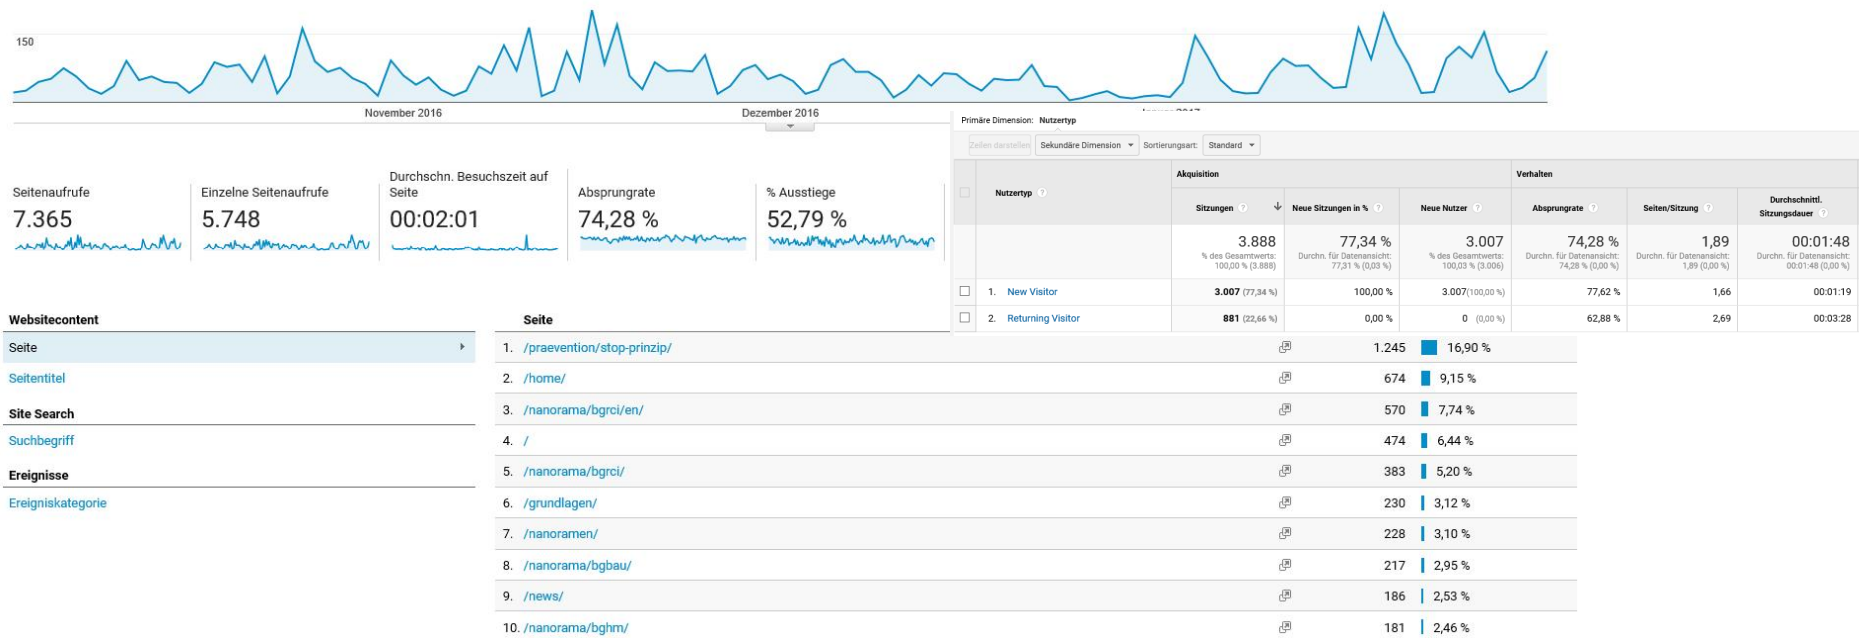 150
November 2016
Dezember 2016
Primäre Dimension: Nutzertyp
Zeilen darstellen
Sekundäre Dimension
Sortierungsart: Standard
Nutzertyp
Akquisition
Verhalten
Sitzungen
Neue Sitzungen in %
Neue Nutzer
Absprungrate
Seiten/Sitzung
Durchschnittl.
Sitzungsdauer
3.888
% des Gesamtwerts:
100,00 % (3.888)
77,34 %
Durchn. für Datenansicht:
77,31 % (0,03 %)
3.007
% des Gesamtwerts:
100,03 % (3.006)
74,28 %
Durchn. für Datenansicht:
74,28 % (0,00 %)
1,89
Durchn. für Datenansicht:
1,89 (0,00 %)
00:01:48
Durchn. für Datenansicht:
00:01:48 (0,00 %)
1. New Visitor 3.007 (77,34 %) 100,00 % 3.007(100,00 %) 77,62 % 1,66 00:01:19
2. Returning Visitor 881 (22,66 %) 0,00 % 0 (0,00 %) 62,88 % 2,69 00:03:28
Seitenaufrufe
7.365
Einzelne Seitenaufrufe
5.748
Durchschn. Besuchszeit auf
Seite
00:02:01
Absprungrate
74,28 %
% Ausstiege
52,79 %
Websitecontent
Seite
Seitentitel
Site Search
Suchbegriff
Ereignisse
Ereigniskategorie
Seite
1. /praevention/stop-prinzip/ 1.245 16,90 %
2. /home/ 674 9,15 %
3. /nanorama/bgrci/en/ 570 7,74 %
4. / 474 6,44 %
5. /nanorama/bgrci/ 383 5,20 %
6. /grundlagen/ 230 3,12 %
7. /nanoramen/ 228 3,10 %
8. /nanorama/bgbau/ 217 2,95 %
9. /news/ 186 2,53 %
10. /nanorama/bghm/ 181 2,46 %